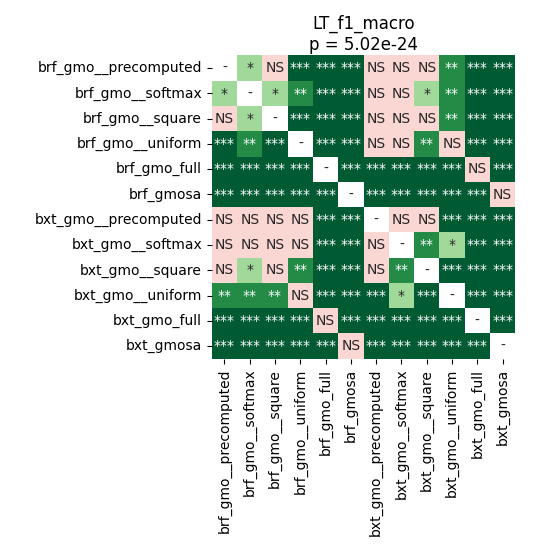 LT_f1_macro
p = 5.02e-24
brf_gmo__precomputed - * NS *** *** *** NS NS NS ** *** ***
brf_gmo__softmax * - * ** *** *** NS NS * ** *** ***
brf_gmo__square NS * - *** *** *** NS NS NS ** *** ***
brf_gmo__uniform *** ** *** - *** *** NS NS ** NS *** ***
brf_gmo_full *** *** *** *** - *** *** *** *** *** NS ***
brf_gmosa *** *** *** *** *** - *** *** *** *** *** NS
bxt_gmo__precomputed NS NS NS NS *** *** - NS NS *** *** ***
bxt_gmo__softmax NS NS NS NS *** *** NS - ** * *** ***
bxt_gmo__square NS * NS ** *** *** NS ** - *** *** ***
bxt_gmo__uniform ** ** ** NS *** *** *** * *** - *** ***
bxt_gmo_full *** *** *** *** NS *** *** *** *** *** - ***
bxt_gmosa *** *** *** *** *** NS *** *** *** *** *** -
brf_gmo__precomputed
brf_gmo__softmax
brf_gmo__square
brf_gmo__uniform
brf_gmo_full
brf_gmosa
bxt_gmo__precomputed
bxt_gmo__softmax
bxt_gmo__square
bxt_gmo__uniform
bxt_gmo_full
bxt_gmosa